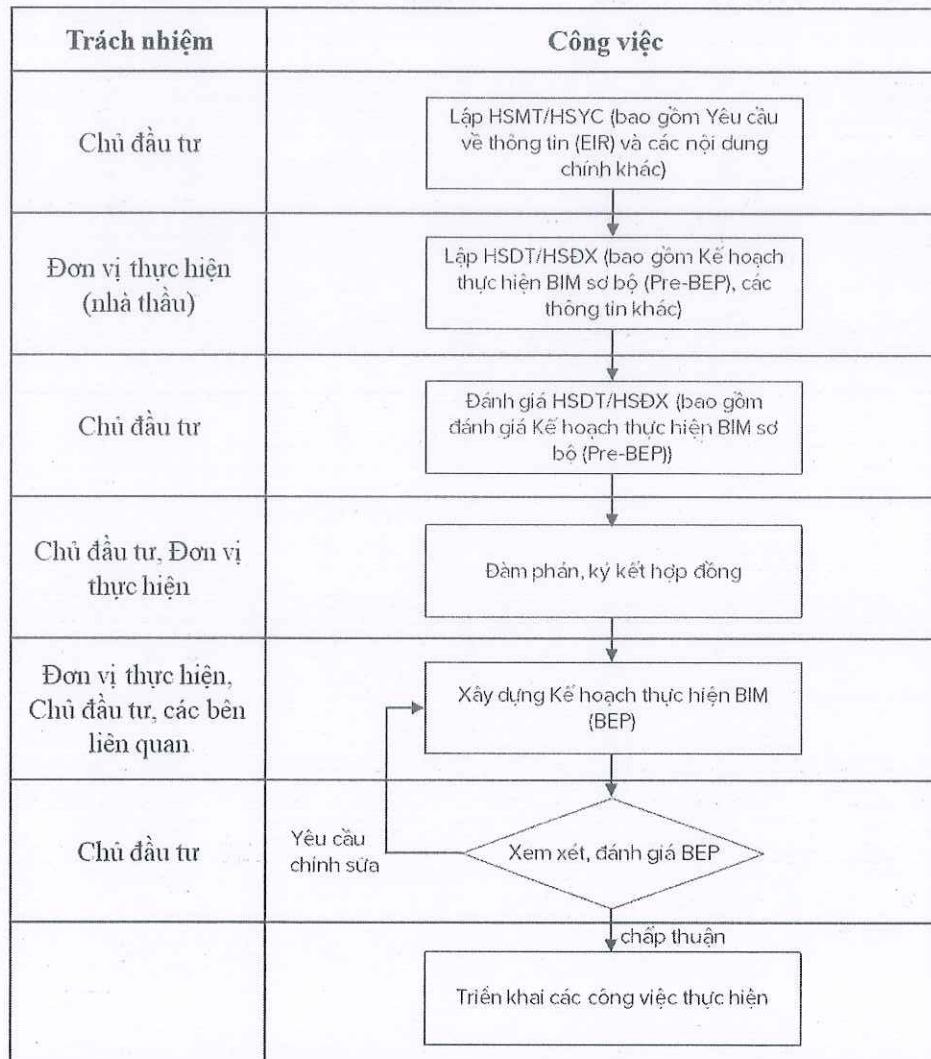 Trách nhiệm
Công việc
Chủ đầu tư
Lập HSMT/HSYC (bao gồm Yêu cầu
về thông tin (EIR) và các nội dung
chính khác)
Đơn vị thực hiện
(nhà thầu)
Lập HSDT/HSĐX (bao gồm Kế hoạch
thực hiện BIM sơ bộ (Pre-BEP), các
thông tin khác)
Chủ đầu tư
Đánh giá HSDT/HSĐX (bao gồm
đánh giá Kế hoạch thực hiện BIM sơ
bộ (Pre-BEP))
Chủ đầu tư, Đơn vị
thực hiện
Đàm phán, ký kết hợp đồng
Đơn vị thực hiện,
Chủ đầu tư, các bên
liên quan
Xây dựng Kế hoạch thực hiện BIM
(BEP)
Chủ đầu tư
Yêu cầu
chỉnh sửa
Xem xét, đánh giá BEP
chấp thuận
Triển khai các công việc thực hiện